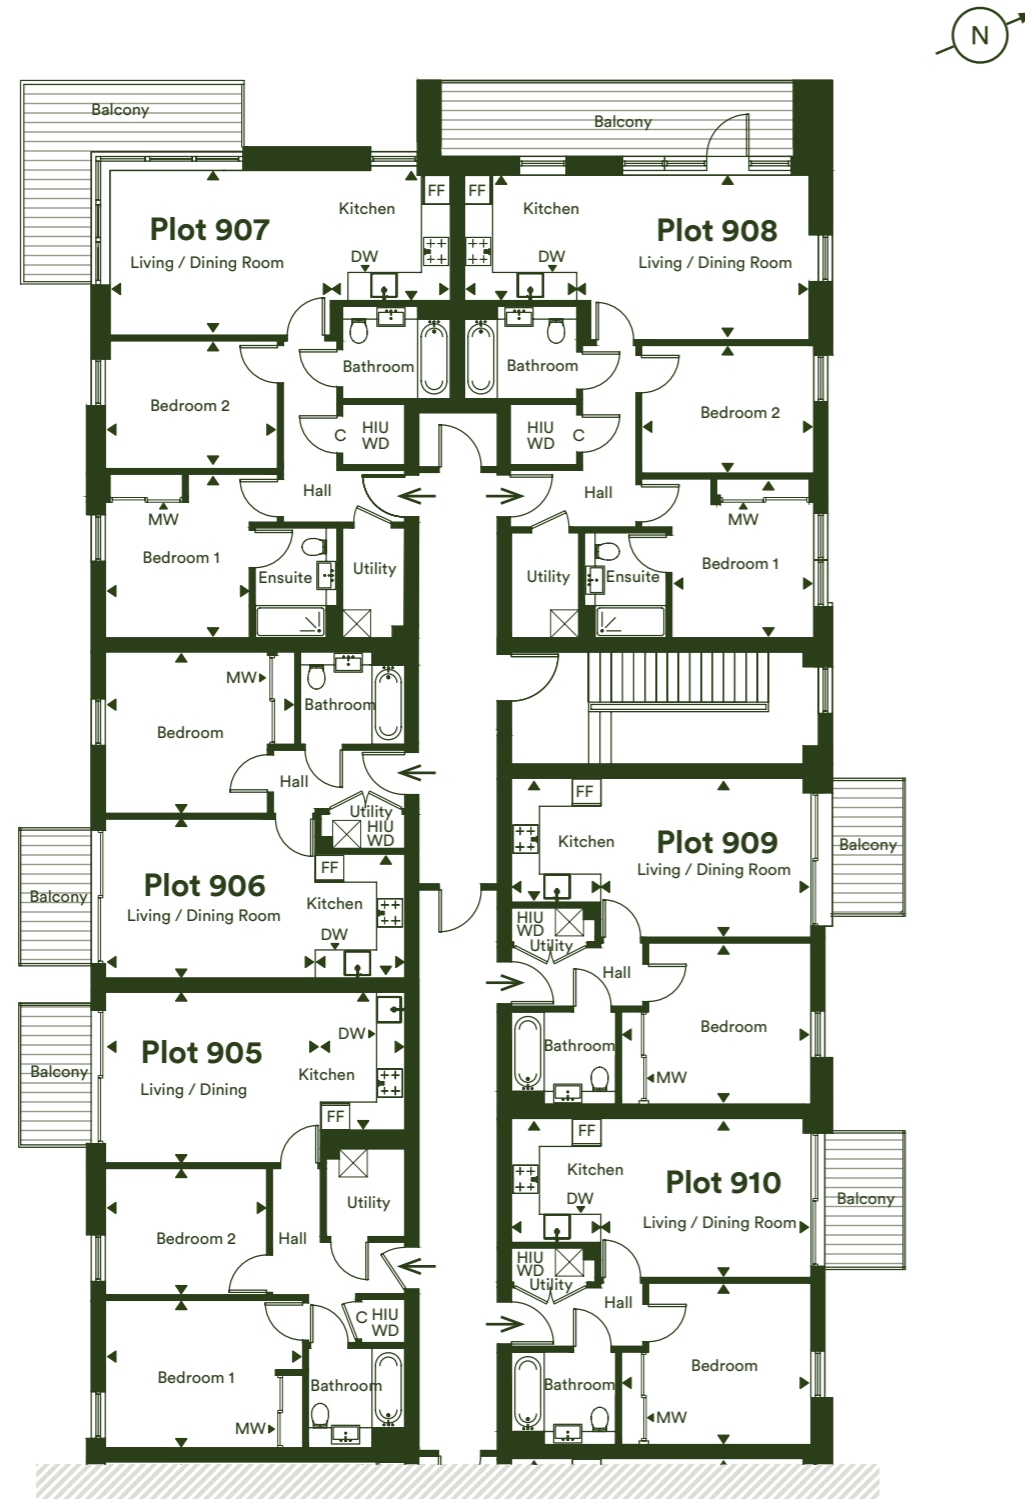 N
Balcony
Plot 907
Living / Dining Room
Kitchen
FF
DW
Bathroom
Bedroom 2
C
HIU
WD
Hall
MW
Bedroom 1
Ensuite
Utility
Balcony
Plot 908
Living / Dining Room
Kitchen
FF
DW
Bathroom
Bedroom 2
HIU
WD
C
Hall
MW
Bedroom 1
Ensuite
Utility
MW
Bedroom
Bathroom
Hall
Utility
HIU
WD
Balcony
Plot 906
Living / Dining Room
FF
Kitchen
DW
FF
Kitchen
Plot 909
Living / Dining Room
Balcony
HIU
WD
Utility
Hall
Bathroom
Bedroom
MW
Balcony
Plot 905
Living / Dining
DW
Kitchen
FF
Utility
Bedroom 2
Hall
C
HIU
WD
Bedroom 1
Bathroom
MW
FF
Kitchen
DW
Plot 910
Living / Dining Room
Balcony
HIU
WD
Utility
Hall
Bathroom
Bedroom
MW